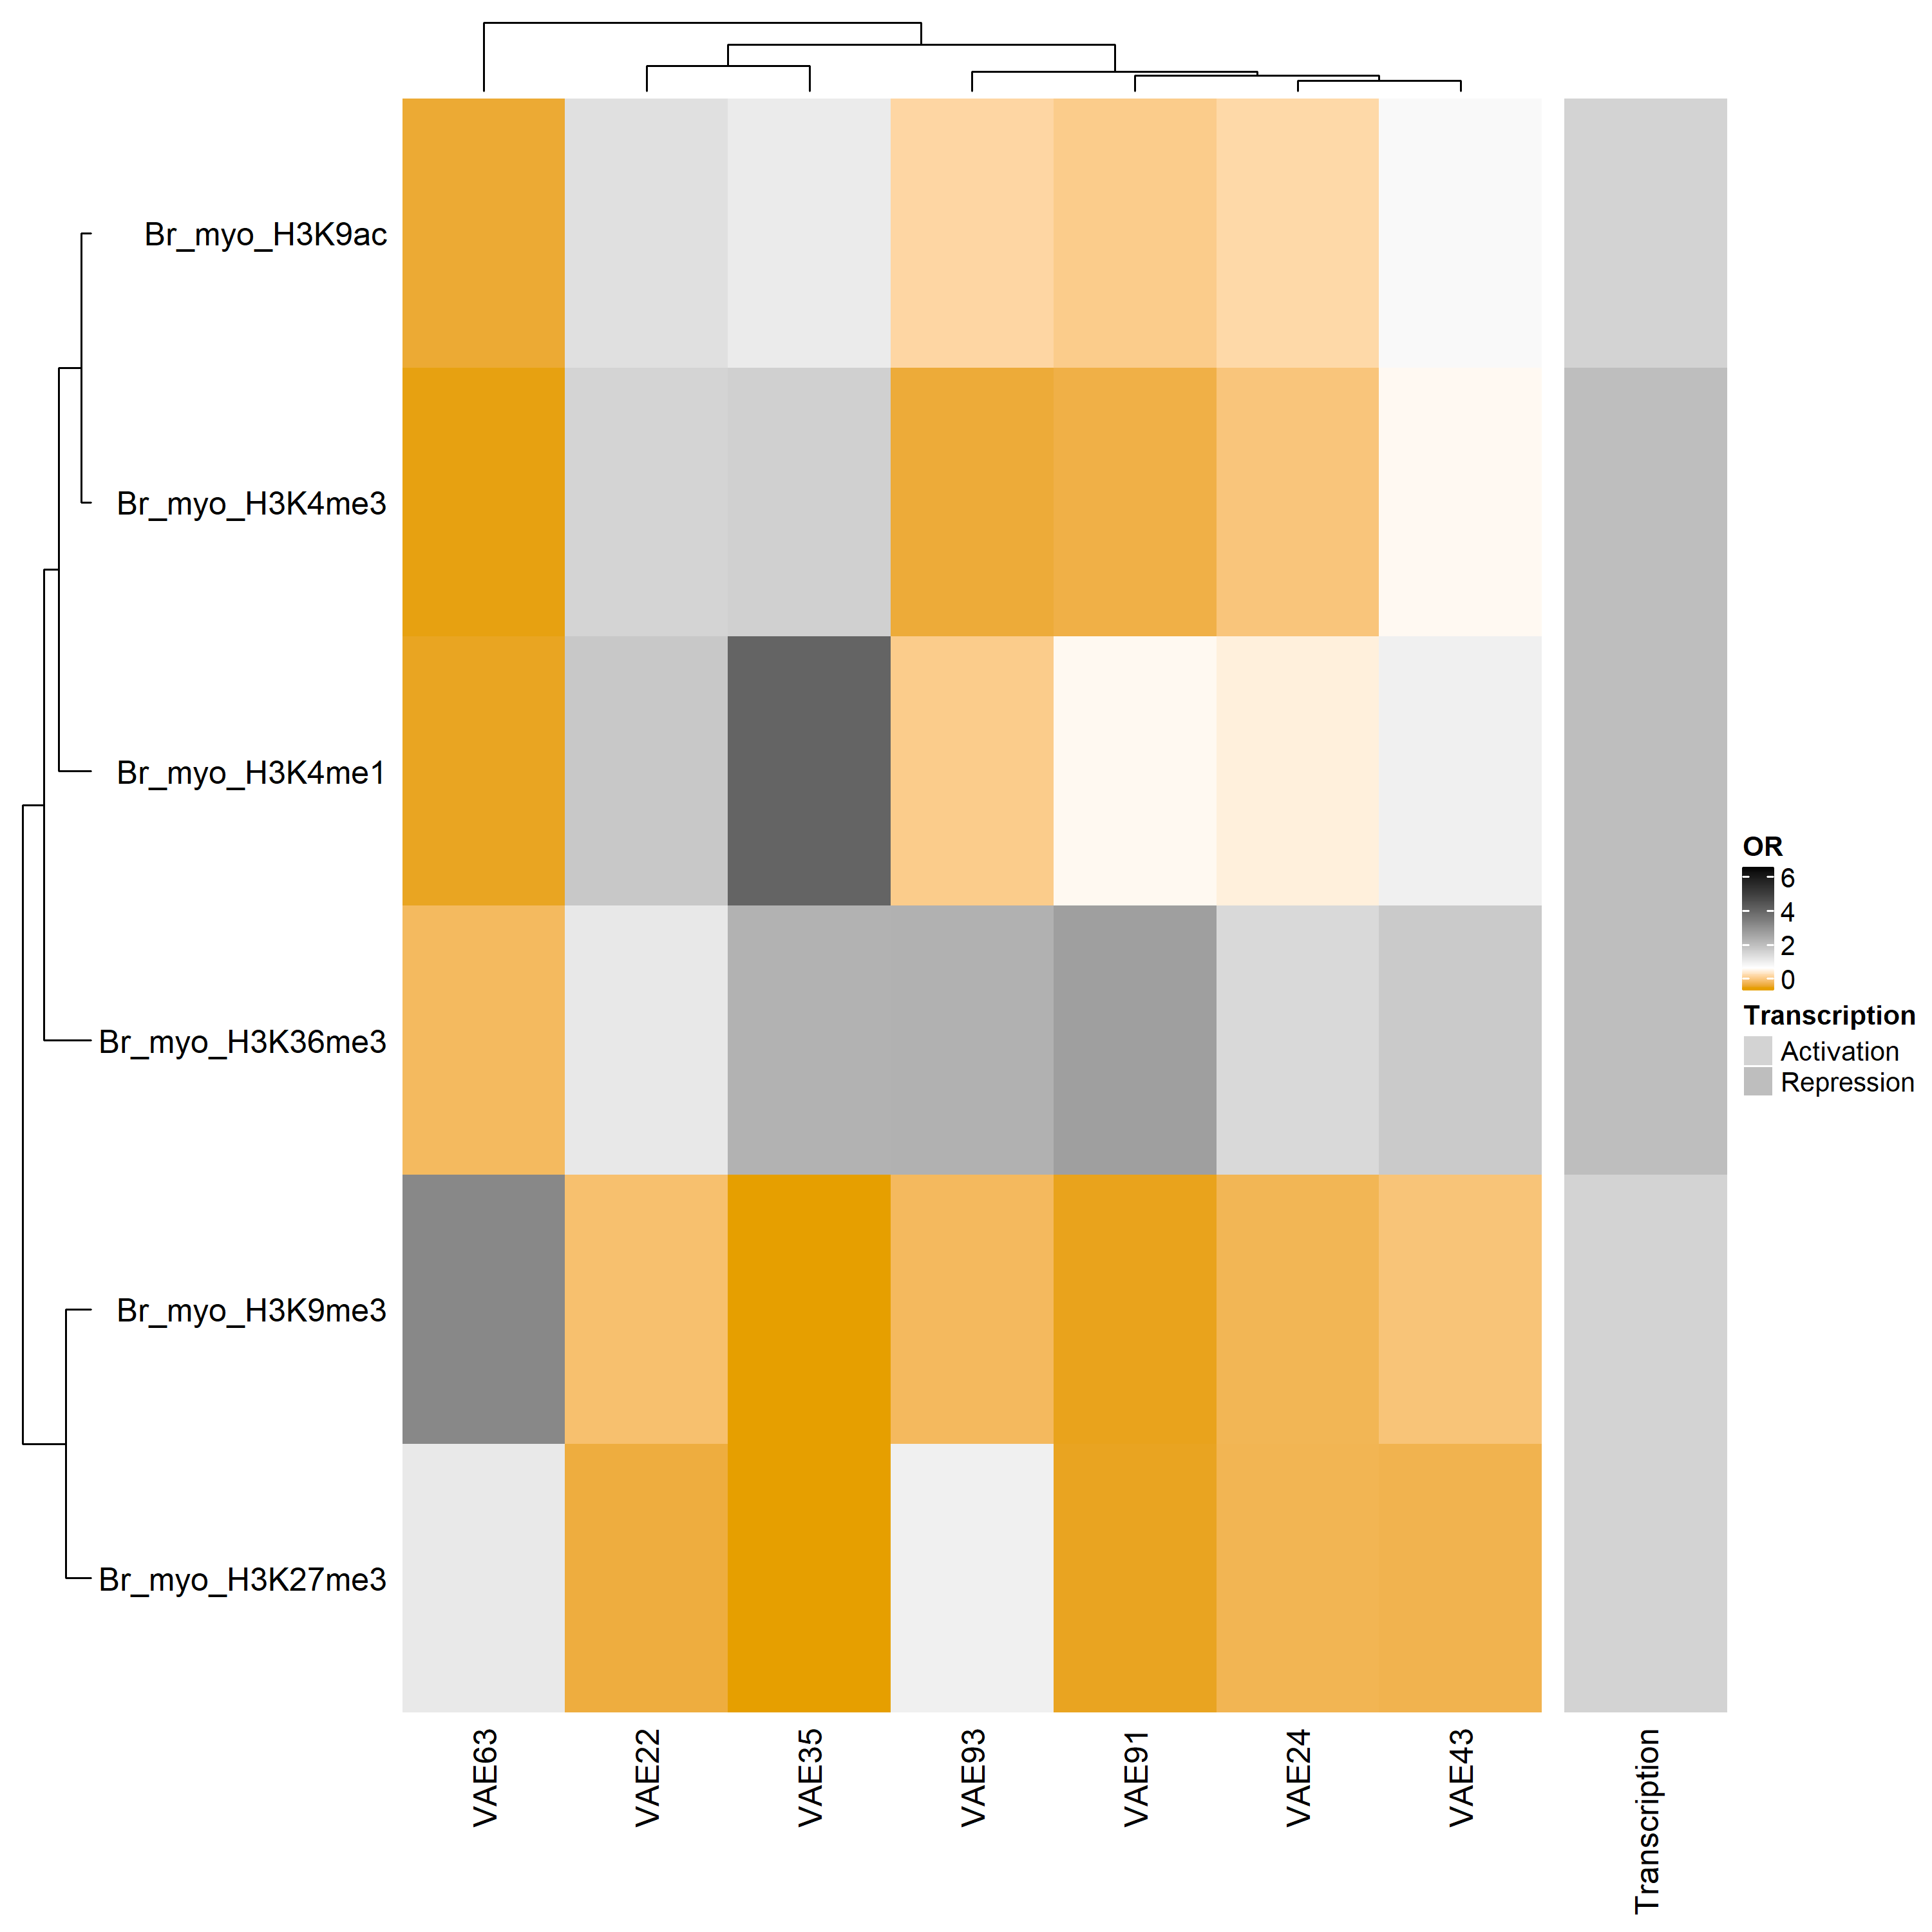 Br_myo_H3K9ac
Br_myo_H3K4me3
Br_myo_H3K4me1
Br_myo_H3K36me3
Br_myo_H3K9me3
Br_myo_H3K27me3
VAE63
VAE22
VAE35
VAE93
VAE91
VAE24
VAE43
Transcription
OR
6
4
2
0
Transcription
Activation
Repression